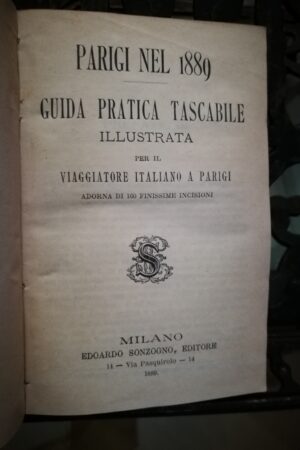 PARIGI NEL 1889
GUIDA PRATICA TASCABILE
ILLUSTRATA
PER IL
VIAGGIATORE ITALIANO A PARIGI
ADORNA DI 160 FINISSIME INCISIONI
MILANO
EDOARDO SONZOGNO, EDITORE
14 — Via Pasquirolo — 14
1889.